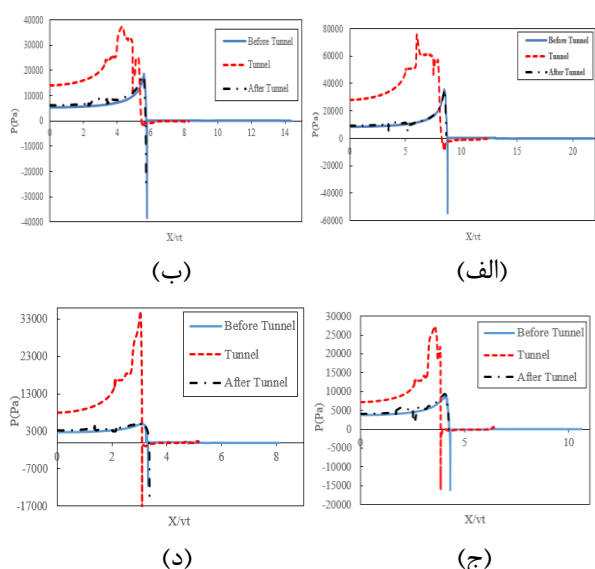 40000
30000
20000
10000
0
-10000
-20000
-30000
-40000
P(Pa)
0 2 4 6 8 10 12 14
X/vt
Before Tunnel
Tunnel
After Tunnel
(ب)
80000
60000
40000
20000
0
-20000
-40000
-60000
P(Pa)
0 5 10 15 20
X/vt
Before Tunnel
Tunnel
After Tunnel
(الف)
33000
23000
13000
3000
-7000
-17000
P(Pa)
0 2 4 6 8
X/vt
Before Tunnel
Tunnel
After Tunnel
(د)
30000
25000
20000
15000
10000
5000
0
-5000
-10000
-15000
-20000
P(Pa)
0 5 10
X/vt
Before Tunnel
Tunnel
After Tunnel
(ج)